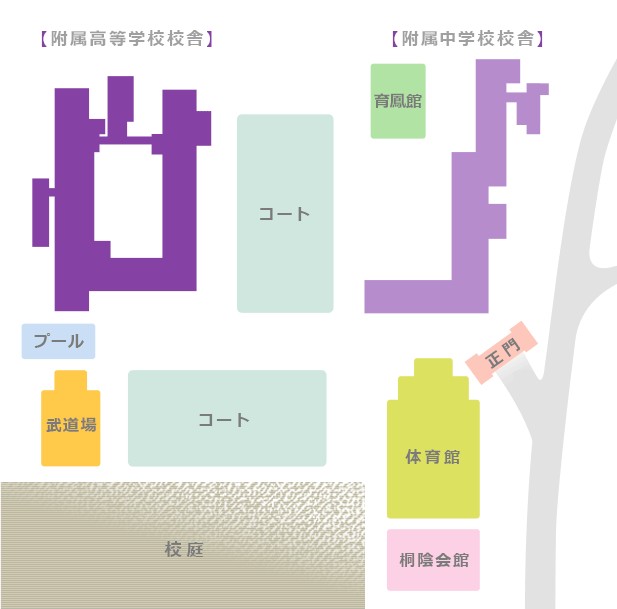 【附属高等学校校舎】
【附属中学校校舎】
育鳳館
コート
プール
正門
武道場
コート
体育館
校庭
桐陰会館